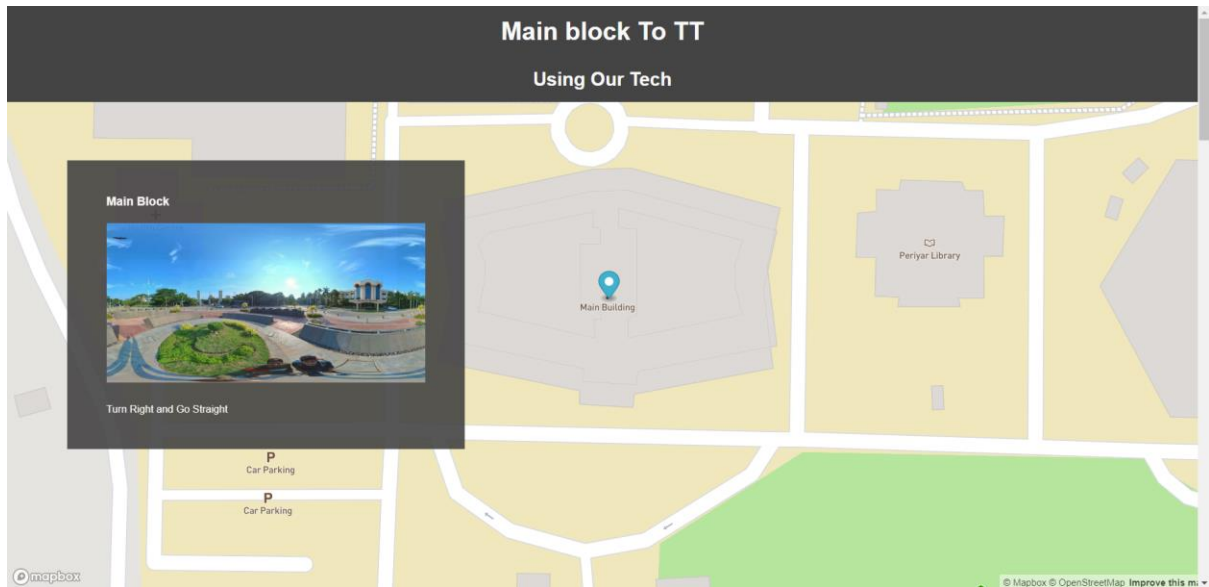 Main block To TT
Using Our Tech
Main Block
Turn Right and Go Straight
Periyar Library
Main Building
P
Car Parking
P
Car Parking
mapbox
© Mapbox © OpenStreetMap Improve this m